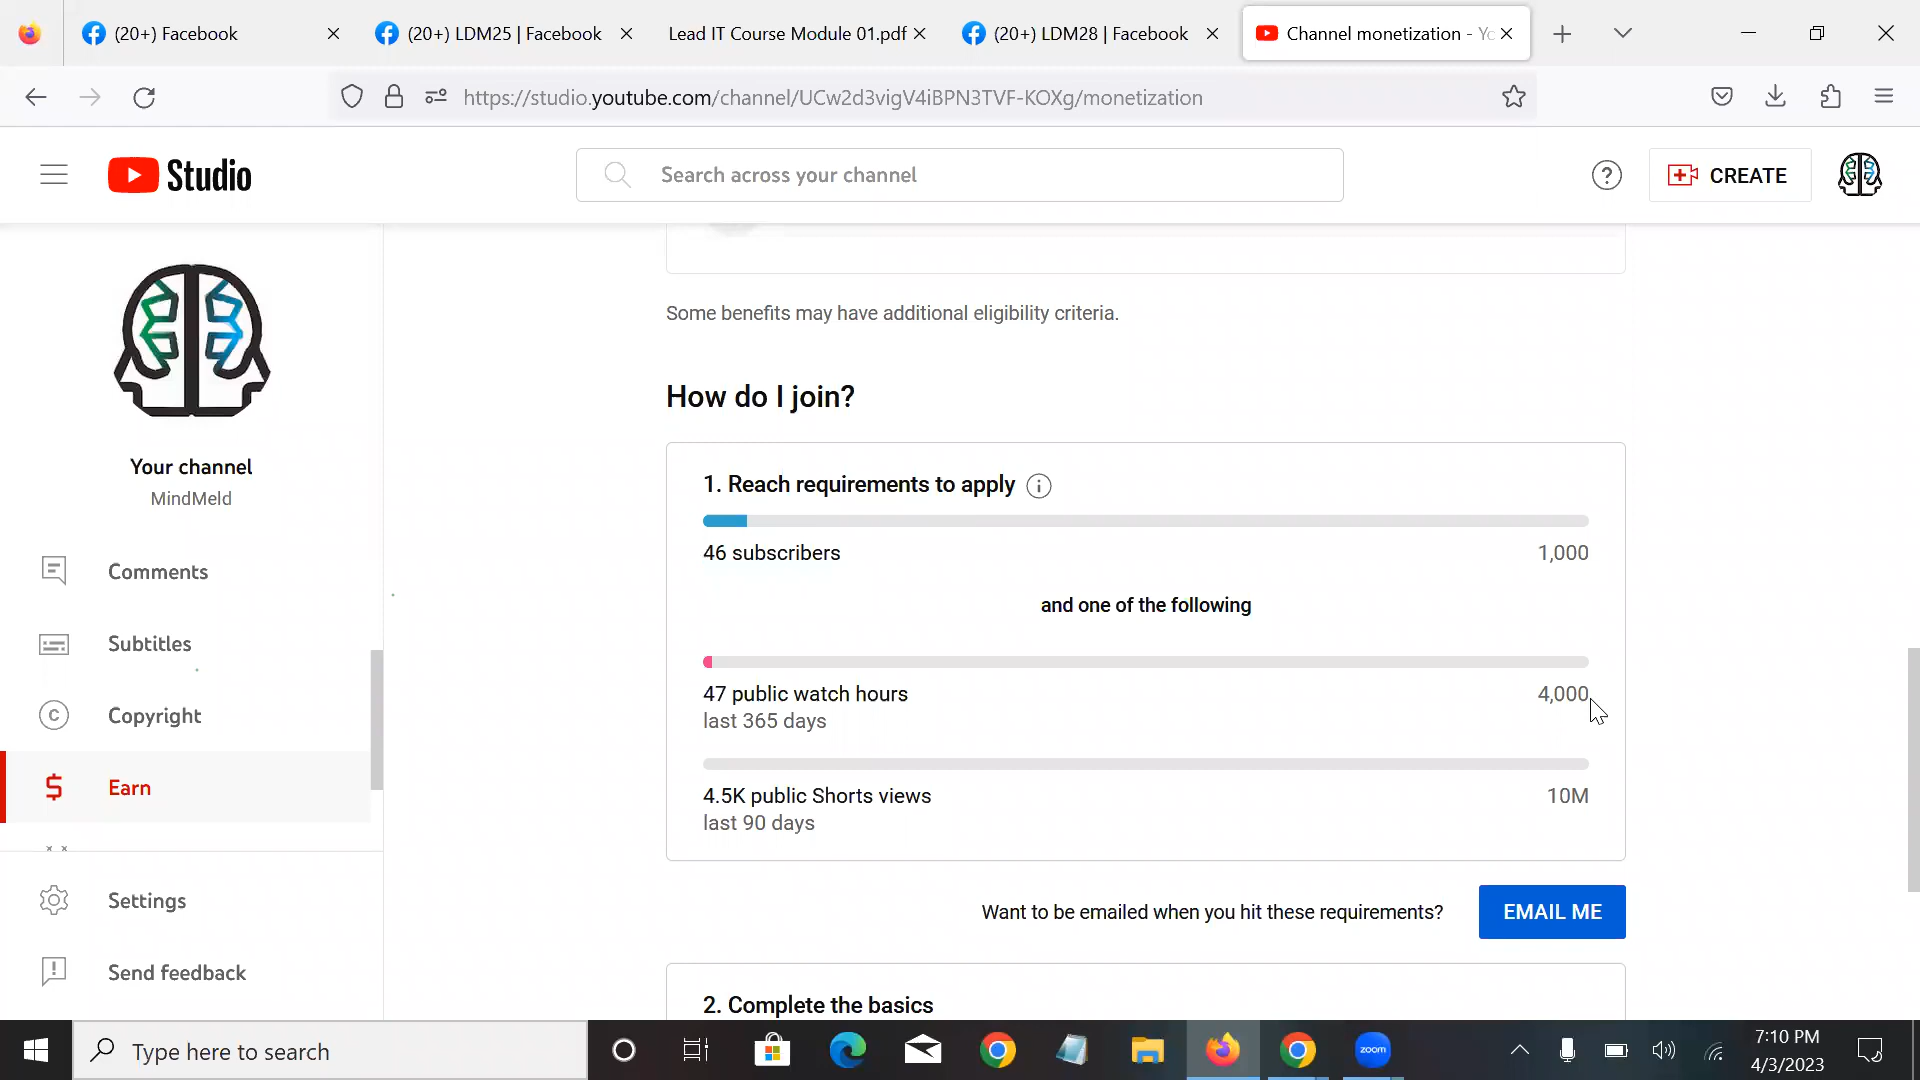 (20+) Facebook
(20+) LDM25 | Facebook
Lead IT Course Module 01.pdf
(20+) LDM28 | Facebook
Channel monetization - Yo
https://studio.youtube.com/channel/UCw2d3vigV4iBPN3TVF-KOXg/monetization
Studio
Search across your channel
CREATE
Your channel
MindMeld
Comments
Subtitles
Copyright
Earn
Settings
Send feedback
Some benefits may have additional eligibility criteria.
How do I join?
1. Reach requirements to apply
46 subscribers 1,000
and one of the following
47 public watch hours 4,000
last 365 days
4.5K public Shorts views 10M
last 90 days
Want to be emailed when you hit these requirements? EMAIL ME
2. Complete the basics
Type here to search
zoom
7:10 PM
4/3/2023